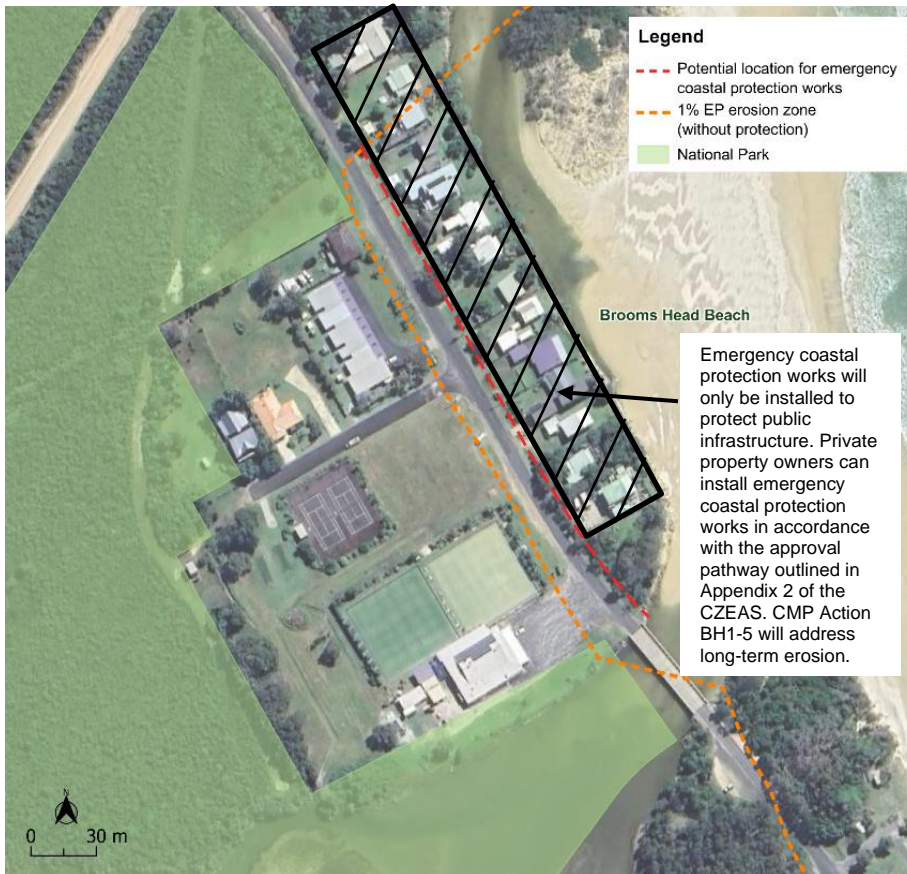 Legend
Potential location for emergency
coastal protection works
1% EP erosion zone
(without protection)
National Park
Brooms Head Beach
Emergency coastal
protection works will
only be installed to
protect public
infrastructure. Private
property owners can
install emergency
coastal protection
works in accordance
with the approval
pathway outlined in
Appendix 2 of the
CZEAS. CMP Action
BH1-5 will address
long-term erosion.
N
0 30 m